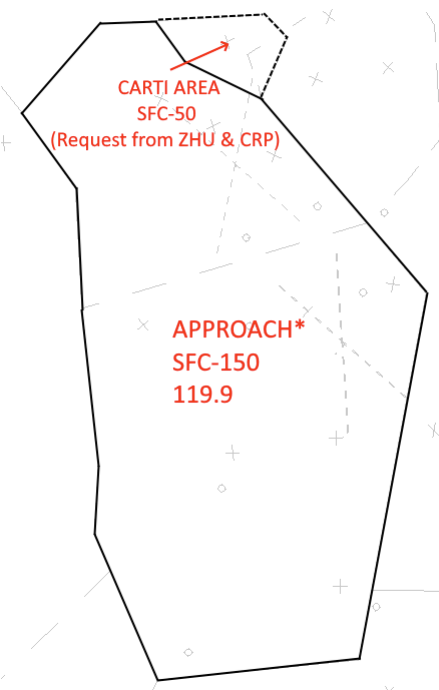 CARTI AREA
SFC-50
(Request from ZHU & CRP)
APPROACH*
SFC-150
119.9